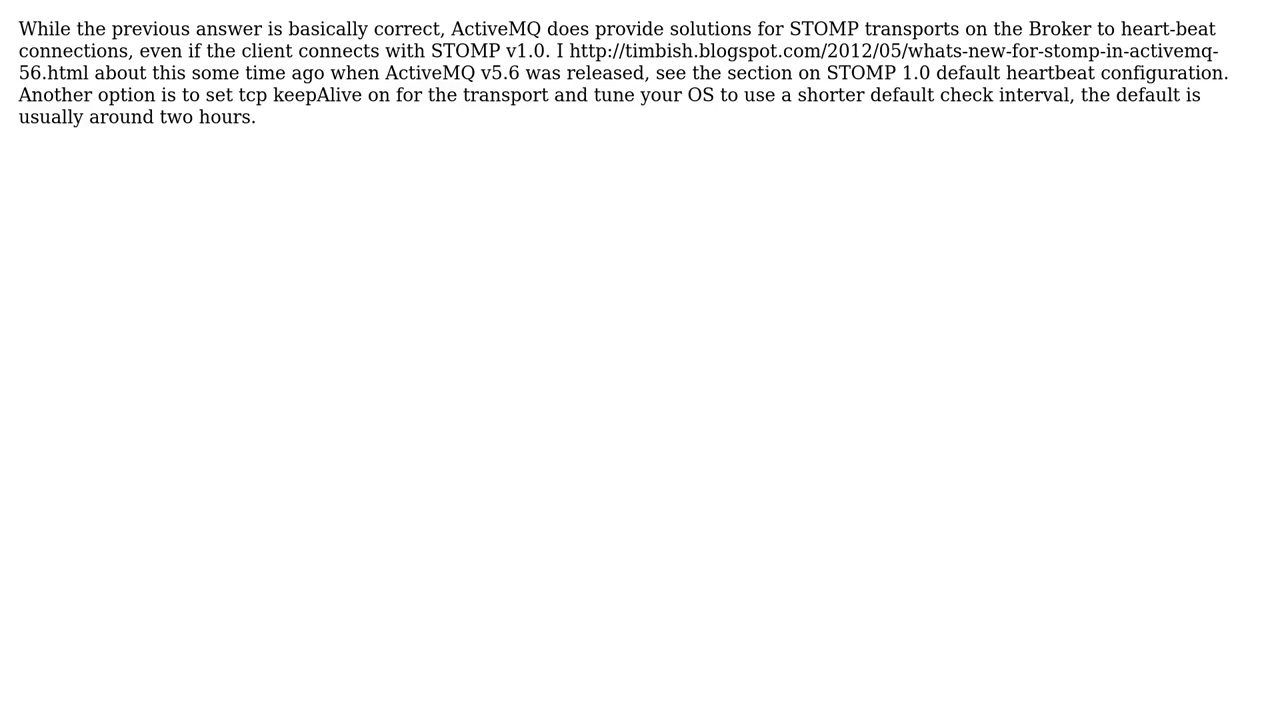 While the previous answer is basically correct, ActiveMQ does provide solutions for STOMP transports on the Broker to heart-beat
connections, even if the client connects with STOMP v1.0. I http://timbish.blogspot.com/2012/05/whats-new-for-stomp-in-activemq-
56.html about this some time ago when ActiveMQ v5.6 was released, see the section on STOMP 1.0 default heartbeat configuration.
Another option is to set tcp keepAlive on for the transport and tune your OS to use a shorter default check interval, the default is
usually around two hours.